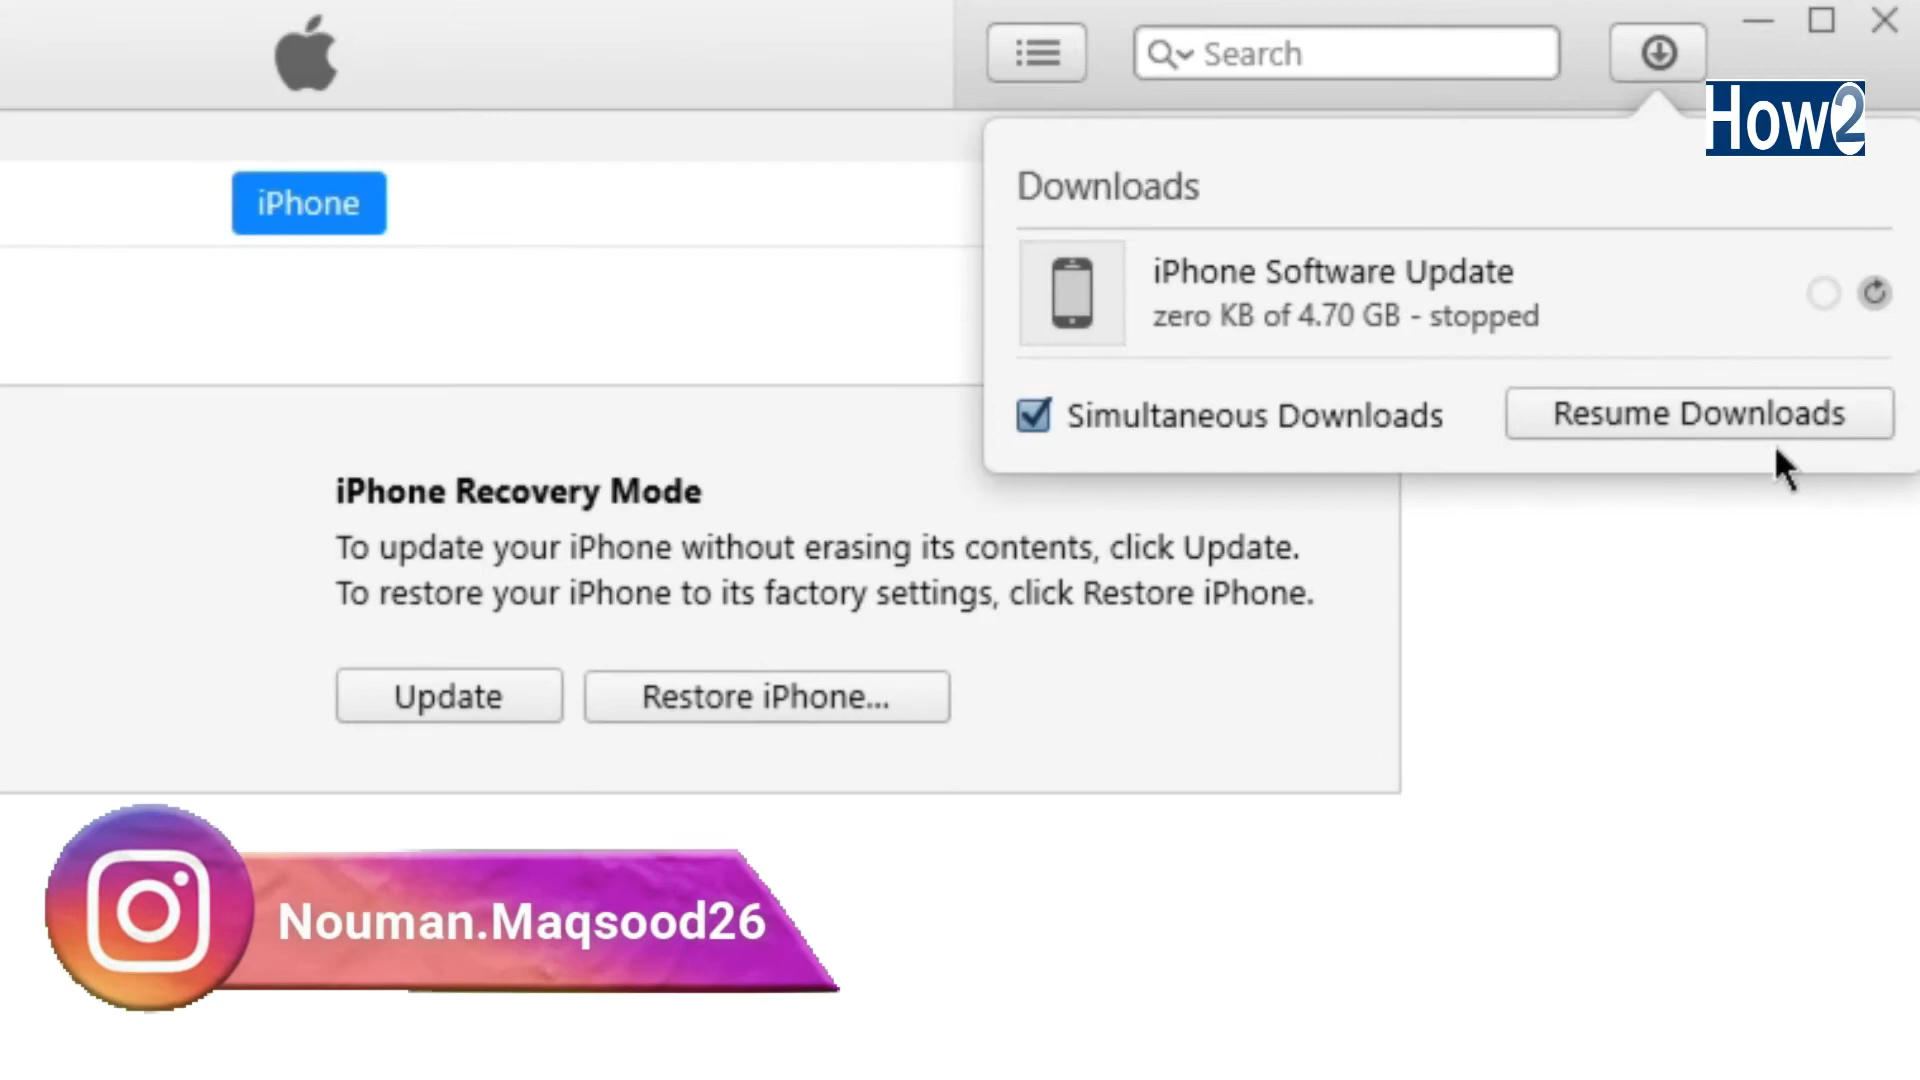 Search
How2
iPhone
Downloads
iPhone Software Update
zero KB of 4.70 GB - stopped
Simultaneous Downloads
Resume Downloads
iPhone Recovery Mode
To update your iPhone without erasing its contents, click Update.
To restore your iPhone to its factory settings, click Restore iPhone.
Update
Restore iPhone...
Nouman.Maqsood26